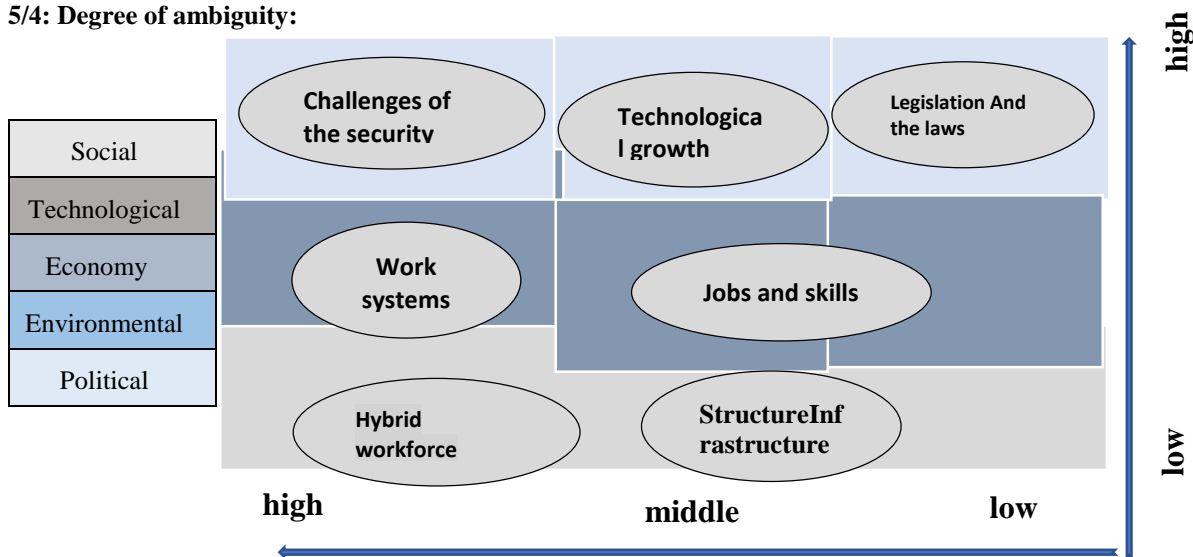 5/4: Degree of ambiguity:
high
Challenges of
the security
Technologica
l growth
Legislation And
the laws
Social
Technological
Economy
Environmental
Political
Work
systems
Jobs and skills
Hybrid
workforce
StructureInf
rastructure
low
high
middle
low